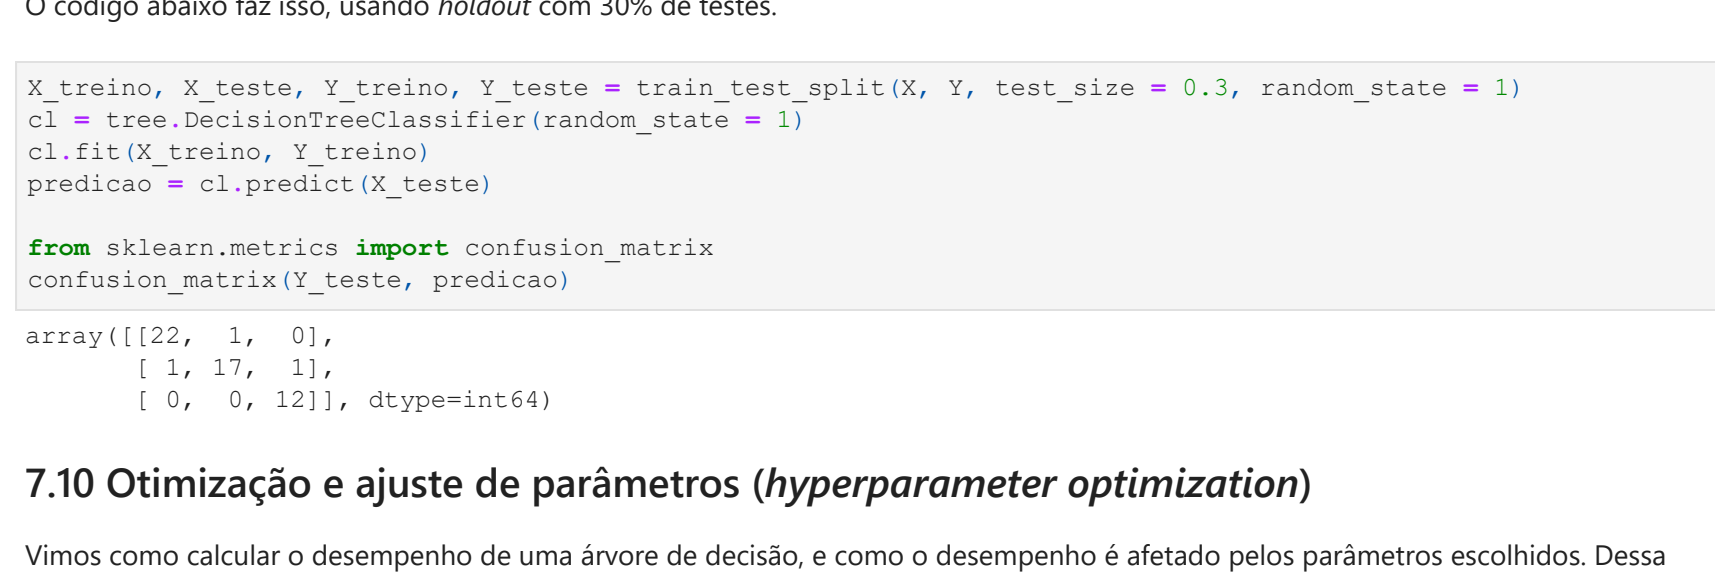 O código abaixo faz isso, usando holdout com 30% de testes.
X_treino, X_teste, Y_treino, Y_teste = train_test_split(X, Y, test_size = 0.3, random_state = 1)
cl = tree.DecisionTreeClassifier(random_state = 1)
cl.fit(X_treino, Y_treino)
predicao = cl.predict(X_teste)
from sklearn.metrics import confusion_matrix
confusion_matrix(Y_teste, predicao)
array([[22,  1,  0],
       [ 1, 17,  1],
       [ 0,  0, 12]], dtype=int64)
7.10 Otimização e ajuste de parâmetros (hyperparameter optimization)
Vimos como calcular o desempenho de uma árvore de decisão, e como o desempenho é afetado pelos parâmetros escolhidos. Dessa